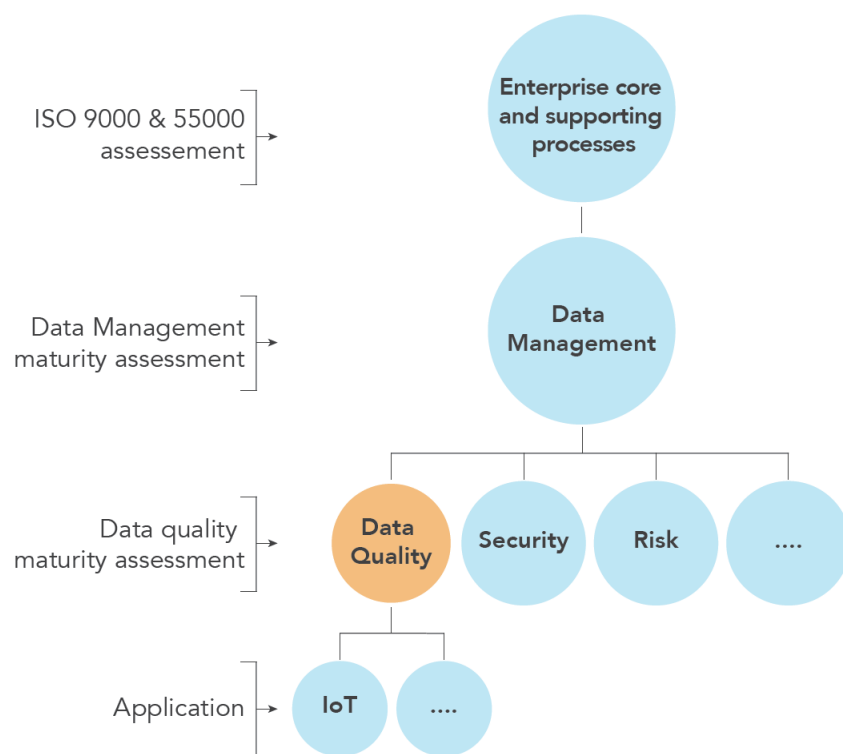 Enterprise core
and supporting
processes
ISO 9000 & 55000
assessement
Data
Management
Data Management
maturity assessment
Data
Quality
Security
Risk
....
Data quality
maturity assessment
IoT
....
Application